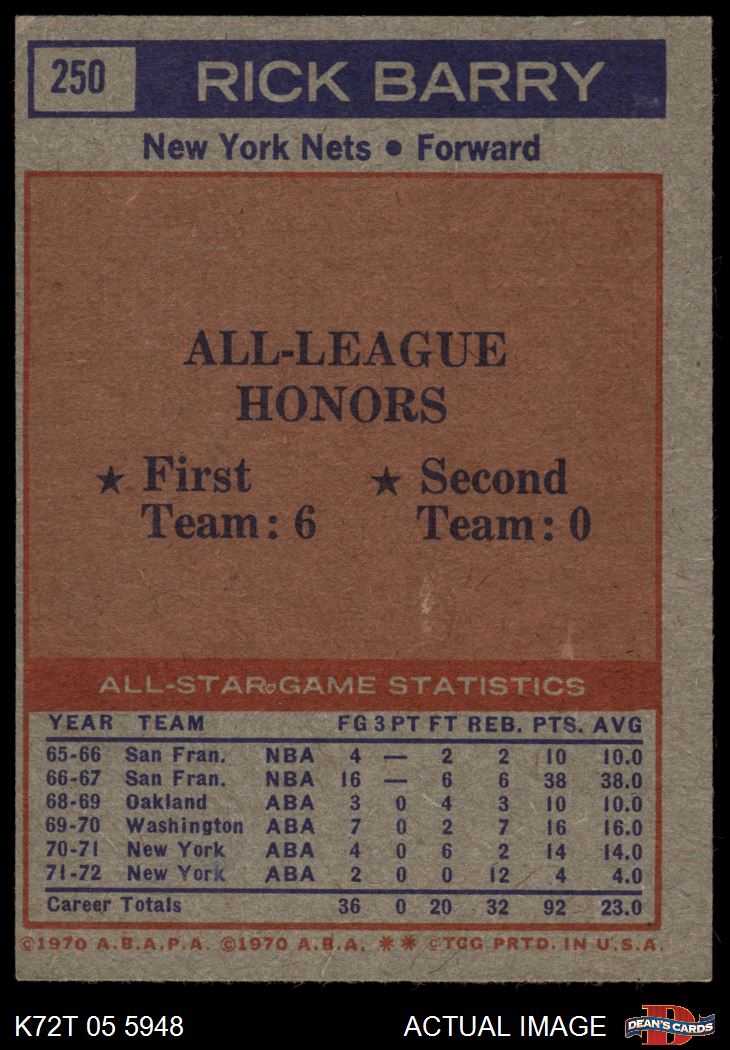 250 RICK BARRY
New York Nets • Forward
ALL-LEAGUE
HONORS
★ First Team: 6
★ Second Team: 0
ALL-STAR GAME STATISTICS
YEAR TEAM FG 3 PT FT REB. PTS. AVG
65-66 San Fran. NBA 4 — 2 2 10 10.0
66-67 San Fran. NBA 16 — 6 6 38 38.0
68-69 Oakland ABA 3 0 4 3 10 10.0
69-70 Washington ABA 7 0 2 7 16 16.0
70-71 New York ABA 4 0 6 2 14 14.0
71-72 New York ABA 2 0 0 12 4 4.0
Career Totals 36 0 20 32 92 23.0
©1970 A.B.A.P.A. ©1970 A.B.A. ** ©TCG PRTD. IN U.S.A.
K72T 05 5948 ACTUAL IMAGE D DEAN'S CARDS